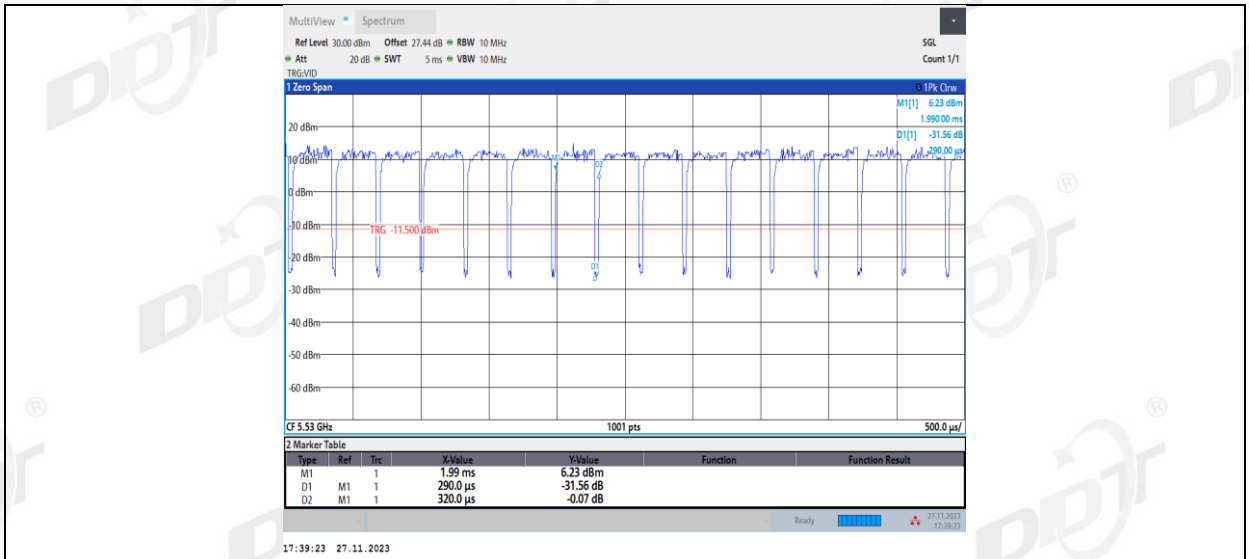 MultiView Spectrum
Ref Level 30.00 dBm Offset 27.44 dB RBW 10 MHz SGL
Att 20 dB SWT 5 ms VBW 10 MHz Count 1/1
TRG:VID
1 Zero Span 1Pk Clrw
M1[1] 6.23 dBm
1.990 00 ms
D1[1] -31.56 dB
290.00 µs
20 dBm
10 dBm
M1 D2
0 dBm
-10 dBm
TRG -11.500 dBm
-20 dBm
D1
-30 dBm
-40 dBm
-50 dBm
-60 dBm
CF 5.53 GHz 1001 pts 500.0 µs/
2 Marker Table
Type Ref Trc X-Value Y-Value Function Function Result
M1 1 1.99 ms 6.23 dBm
D1 M1 1 290.0 µs -31.56 dB
D2 M1 1 320.0 µs -0.07 dB
Ready 27.11.2023
17:39:23
17:39:23 27.11.2023
DDT
®